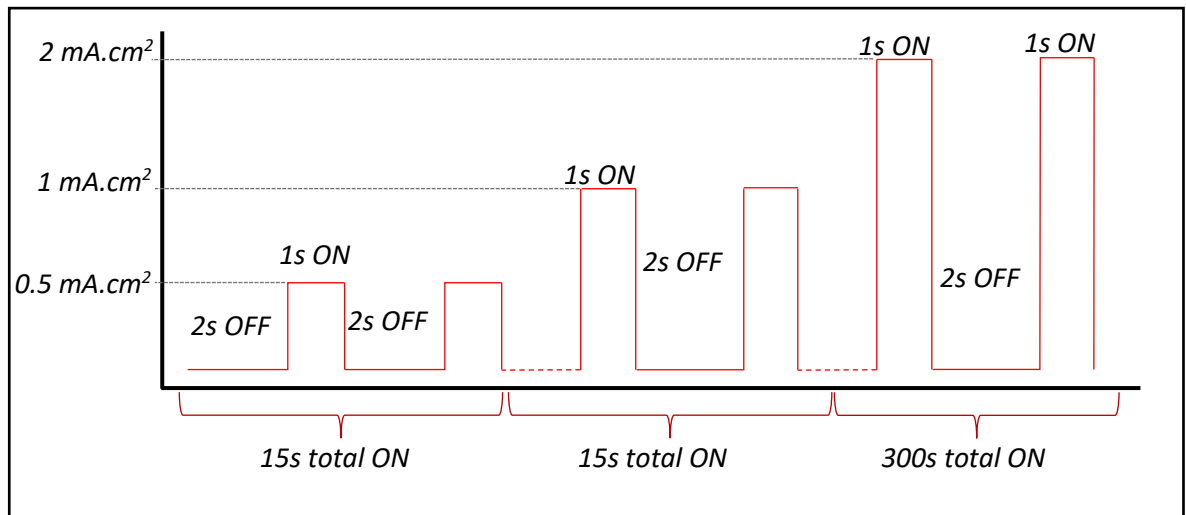 2 mA.cm²
1s ON
1s ON
1 mA.cm²
1s ON
2s OFF
2s OFF
0.5 mA.cm²
1s ON
2s OFF
2s OFF
15s total ON
15s total ON
300s total ON